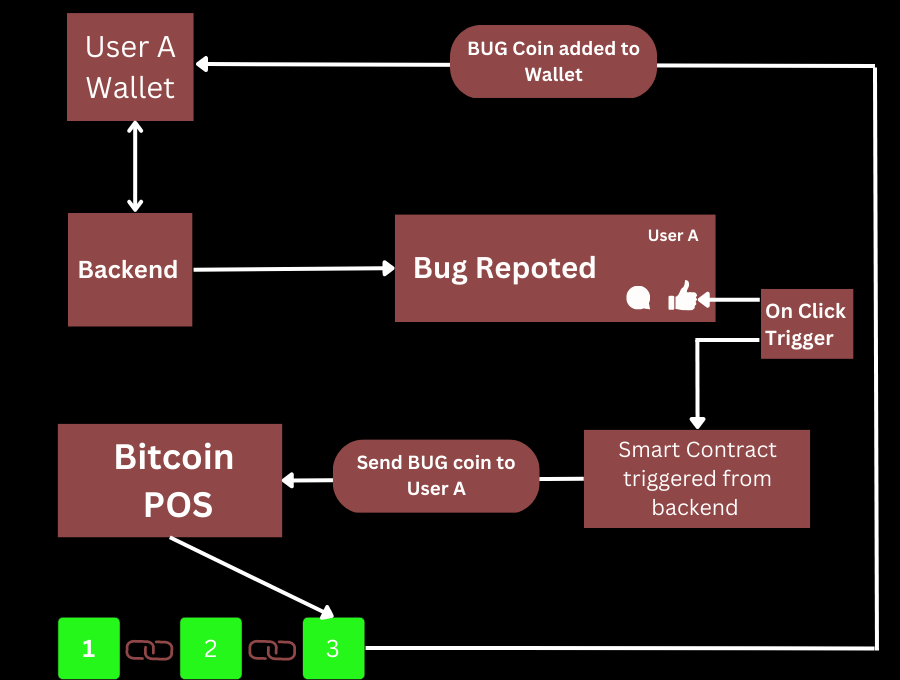 User A
Wallet
BUG Coin added to
Wallet
Backend
User A
Bug Repoted
On Click
Trigger
Bitcoin
POS
Send BUG coin to
User A
Smart Contract
triggered from
backend
1
2
3